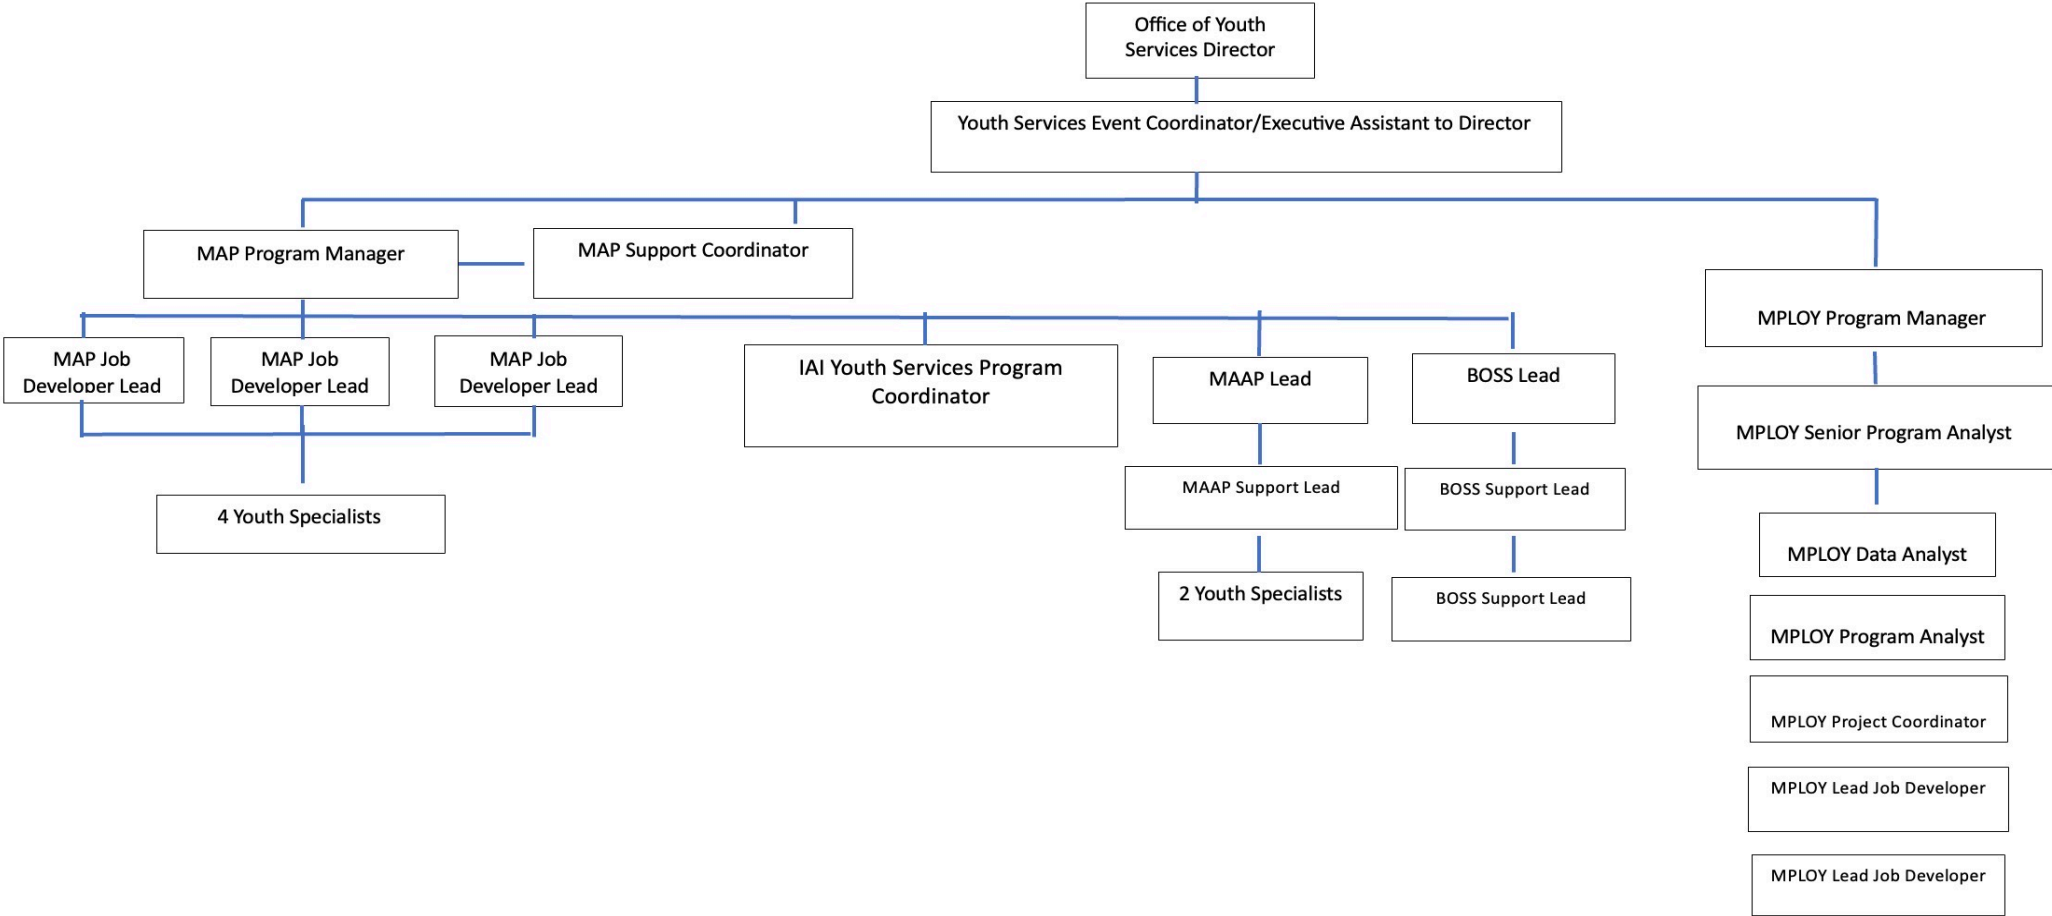 Office of Youth
Services Director
Youth Services Event Coordinator/Executive Assistant to Director
MAP Program Manager
MAP Support Coordinator
MPLOY Program Manager
MAP Job
Developer Lead
MAP Job
Developer Lead
MAP Job
Developer Lead
IAI Youth Services Program
Coordinator
MAAP Lead
BOSS Lead
MPLOY Senior Program Analyst
4 Youth Specialists
MAAP Support Lead
BOSS Support Lead
MPLOY Data Analyst
2 Youth Specialists
BOSS Support Lead
MPLOY Program Analyst
MPLOY Project Coordinator
MPLOY Lead Job Developer
MPLOY Lead Job Developer